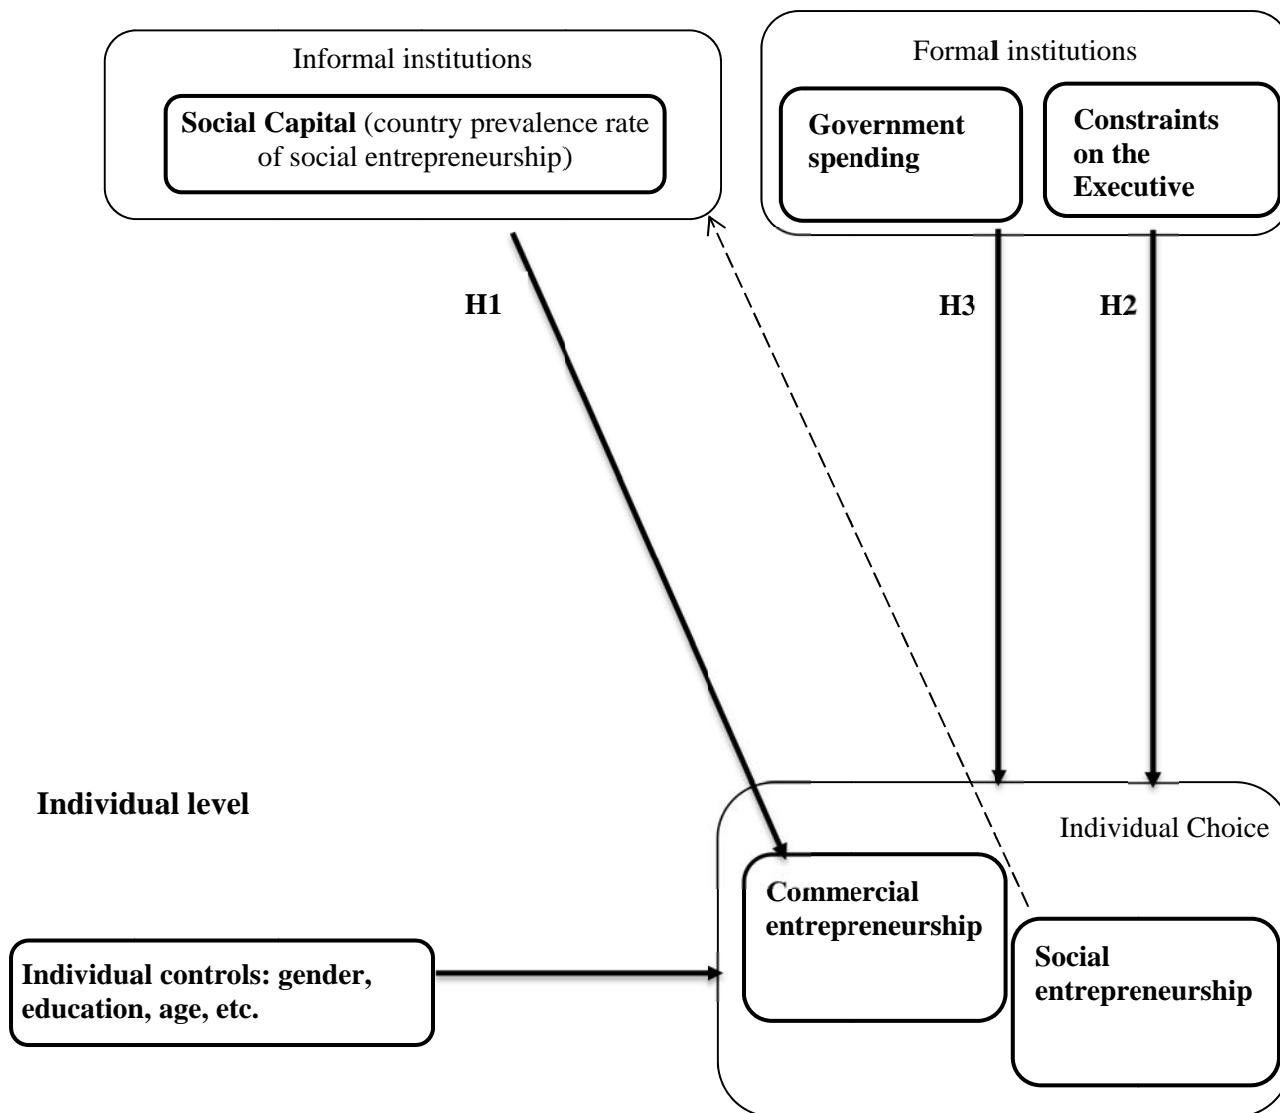 Informal institutions
Social Capital (country prevalence rate
of social entrepreneurship)
Formal institutions
Government
spending
Constraints
on the
Executive
H1
H3
H2
Individual level
Individual Choice
Commercial
entrepreneurship
Social
entrepreneurship
Individual controls: gender,
education, age, etc.